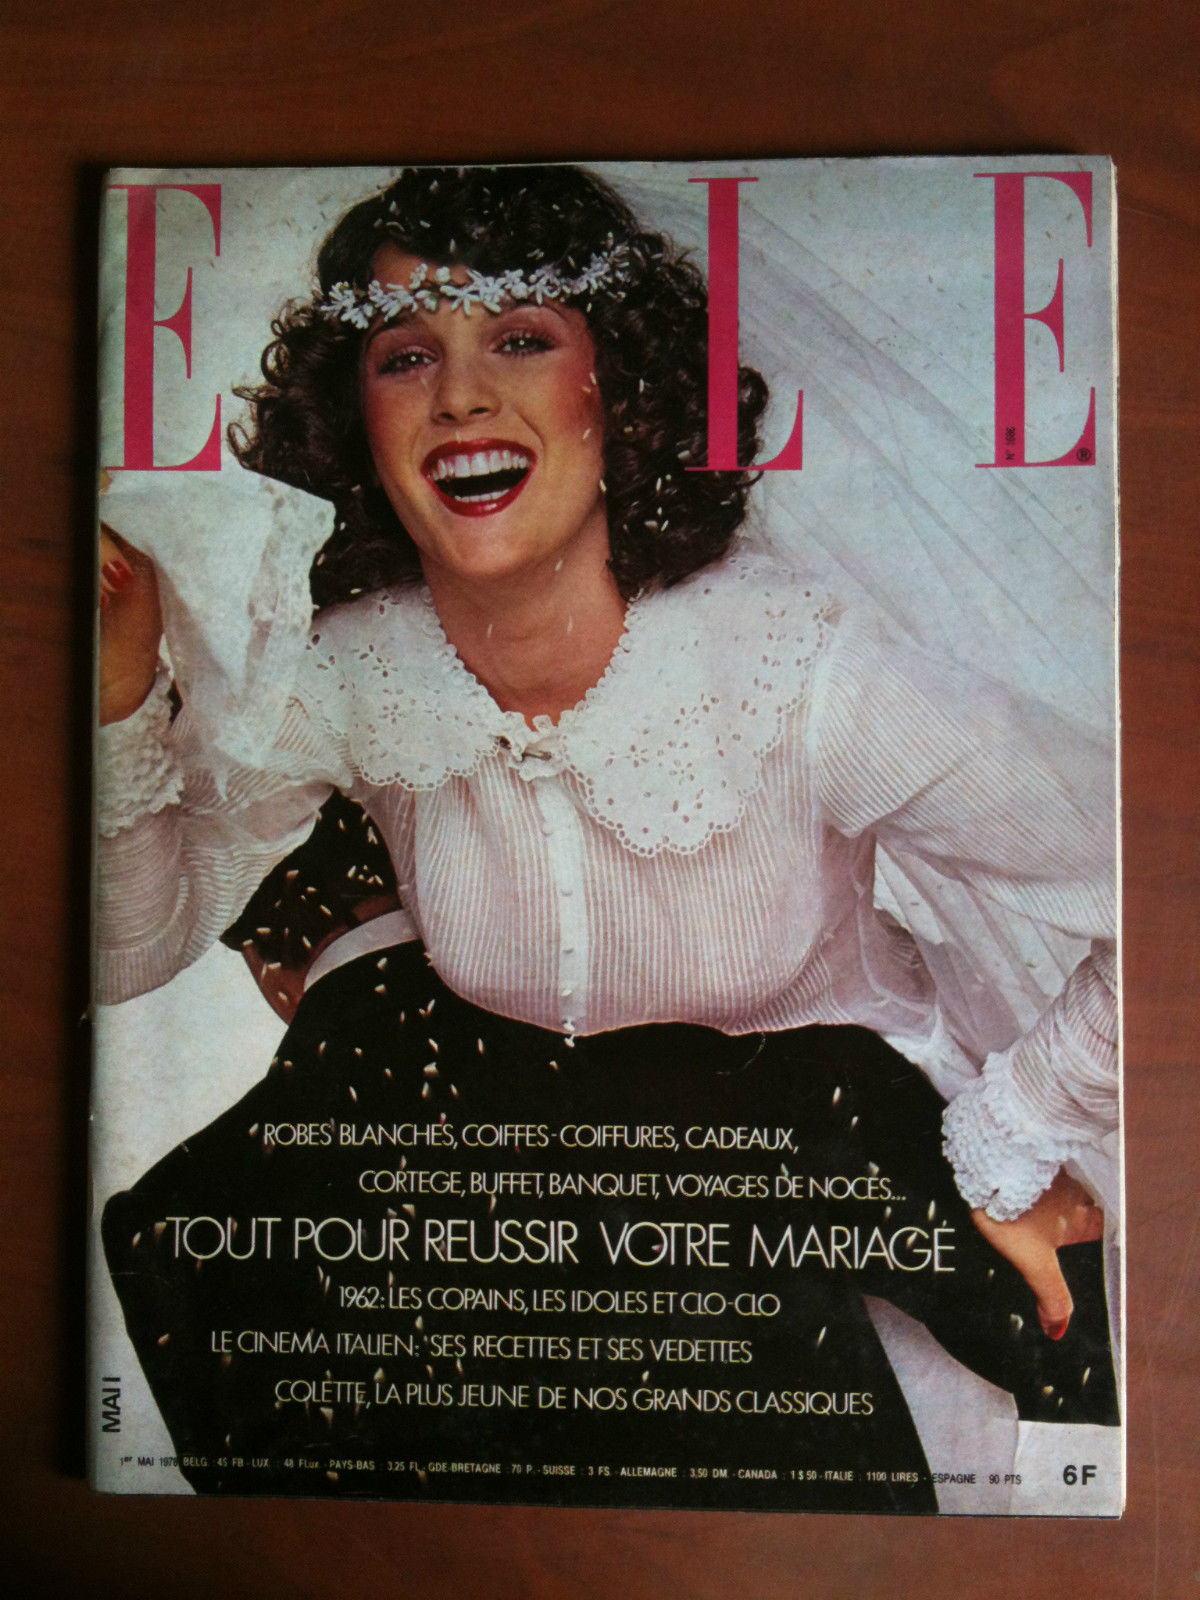 ELLE
N° 1686
®
ROBES BLANCHES, COIFFES-COIFFURES, CADEAUX,
CORTEGE, BUFFET, BANQUET, VOYAGES DE NOCES...
TOUT POUR REUSSIR VOTRE MARIAGE
1962: LES COPAINS, LES IDOLES ET CLO-CLO
LE CINEMA ITALIEN: SES RECETTES ET SES VEDETTES
COLETTE, LA PLUS JEUNE DE NOS GRANDS CLASSIQUES
MAI I
1er MAI 1978 BELG : 45 FB - LUX. : 48 FLux - PAYS-BAS : 3,25 FL. GDE-BRETAGNE : 70 P. - SUISSE : 3 FS - ALLEMAGNE : 3,50 DM - CANADA : 1 $ 50 - ITALIE : 1100 LIRES - ESPAGNE : 90 PTS
6F